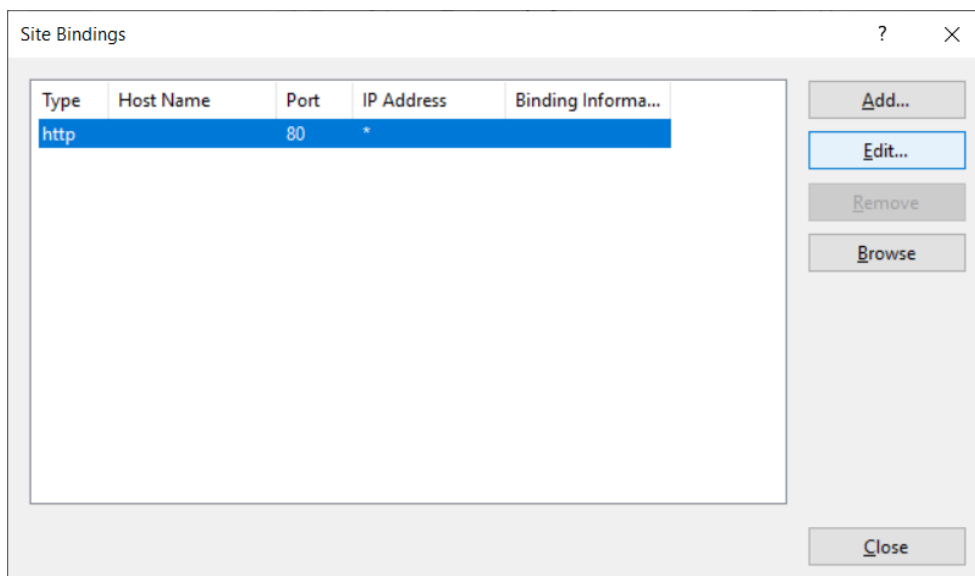 Site Bindings ?
Type Host Name Port IP Address Binding Informa...
http 80 *
Add...
Edit...
Remove
Browse
Close